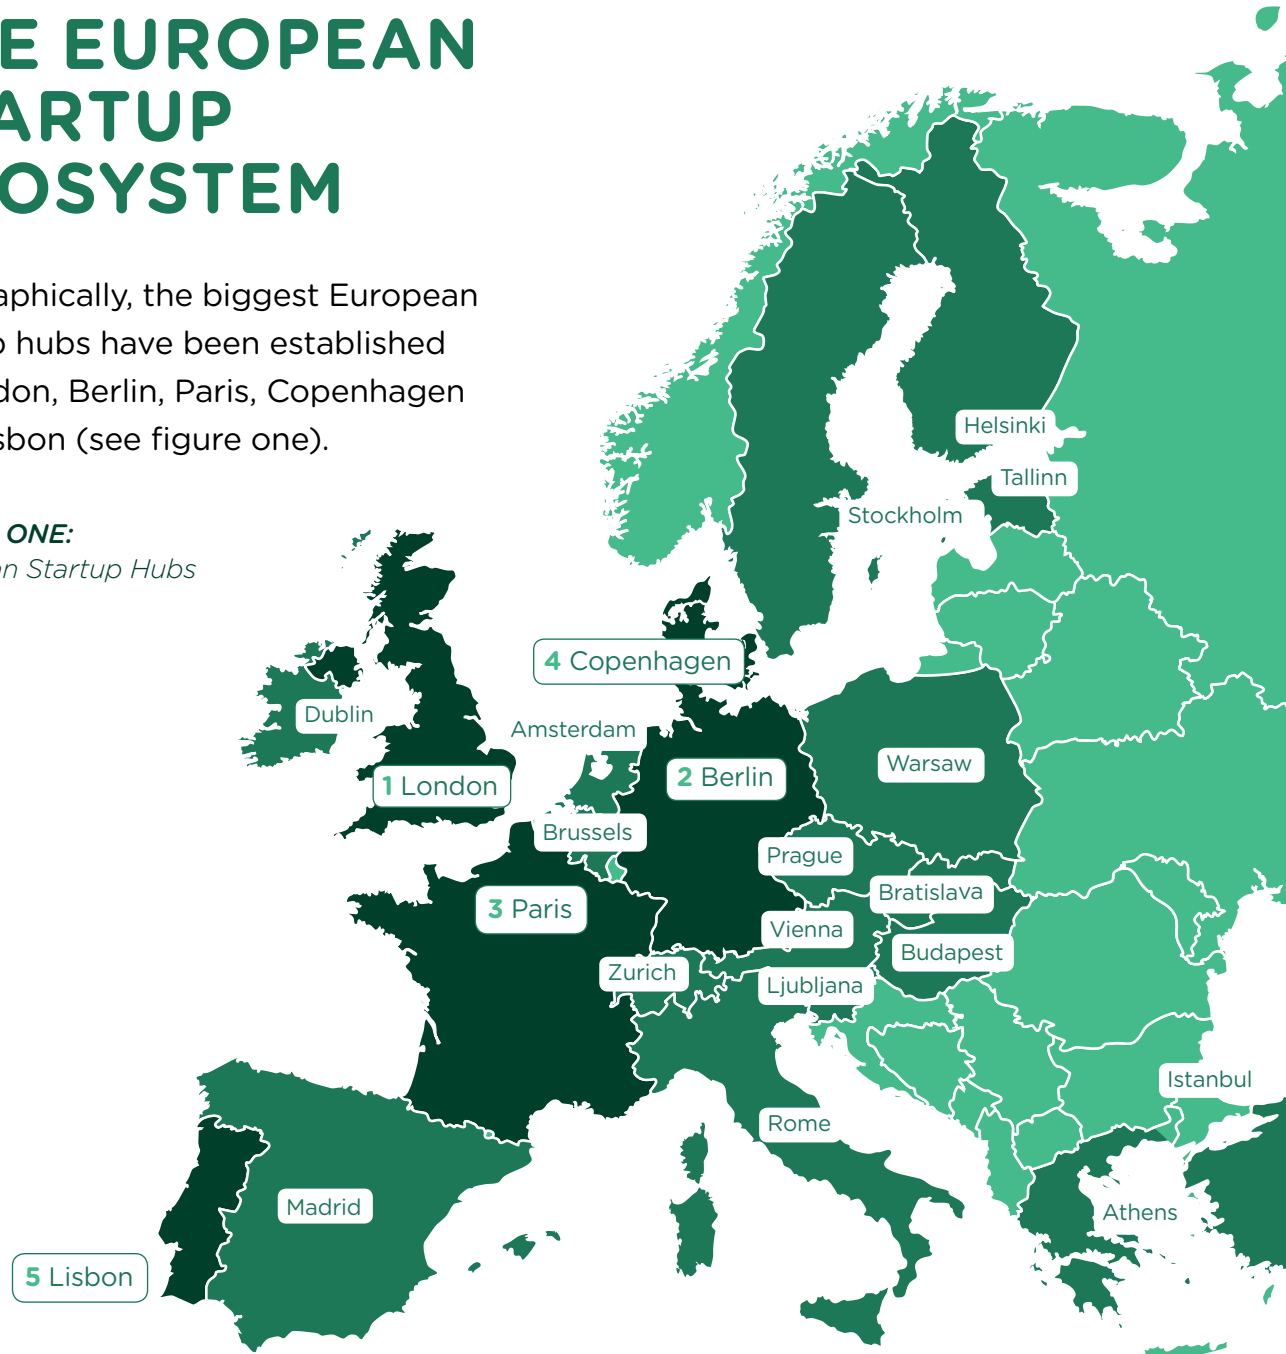 E EUROPEAN
ARTUP
OSYSTEM
aphically, the biggest European
p hubs have been established
don, Berlin, Paris, Copenhagen
sbon (see figure one).
ONE:
an Startup Hubs
Helsinki
Tallinn
Stockholm
4 Copenhagen
Dublin
Amsterdam
Warsaw
1 London
2 Berlin
Brussels
Prague
Bratislava
3 Paris
Vienna
Budapest
Zurich
Ljubljana
Istanbul
Rome
Madrid
Athens
5 Lisbon